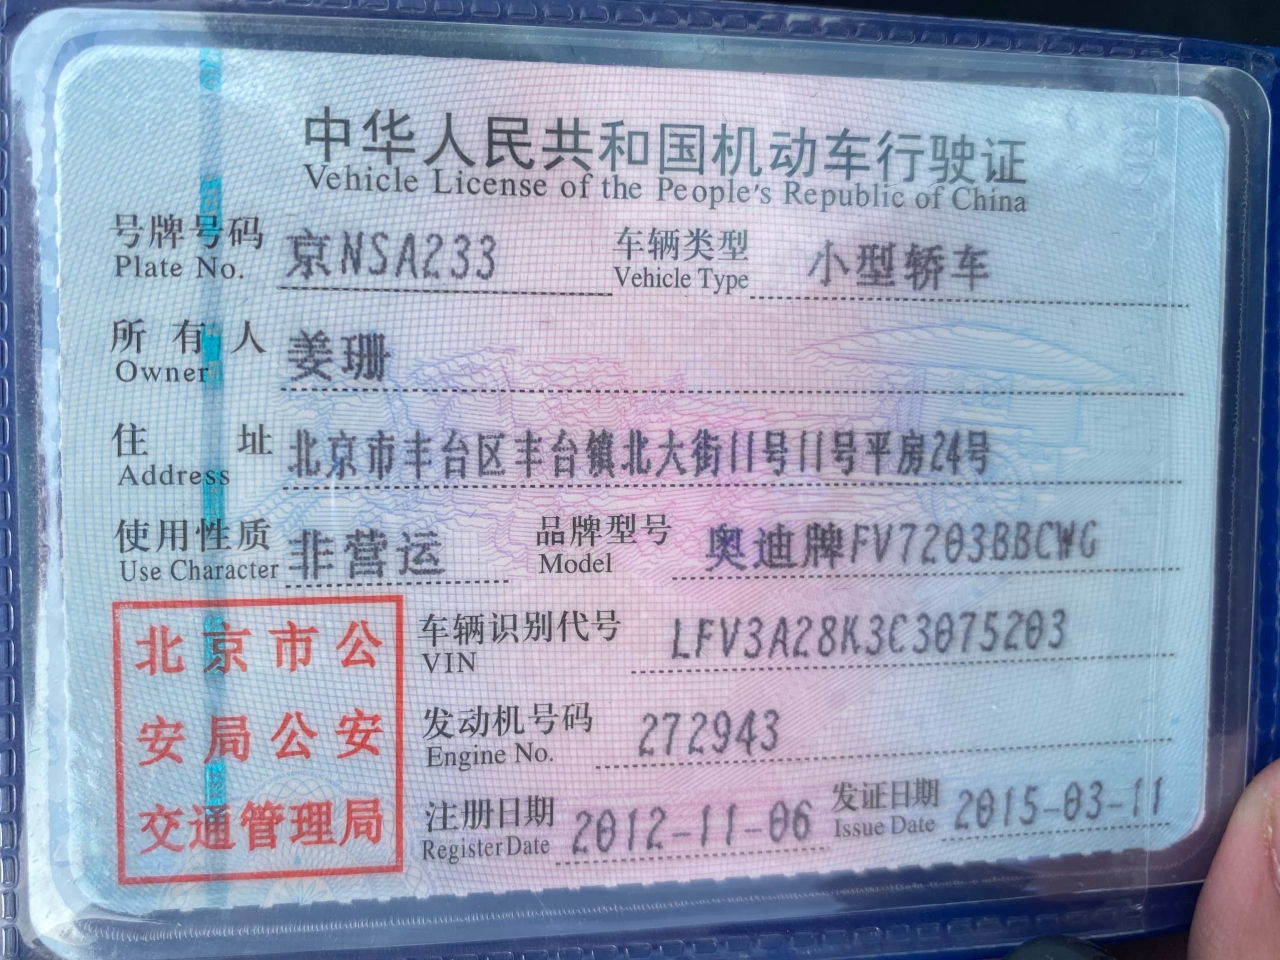 中华人民共和国机动车行驶证
Vehicle License of the People's Republic of China
号牌号码 京NSA233 车辆类型 小型轿车
Plate No. Vehicle Type
所有人 姜珊
Owner
住址 北京市丰台区丰台镇北大街11号11号平房24号
Address
使用性质 非营运 品牌型号 奥迪牌FV7203BBCWG
Use Character Model
北京市公
安局公安
交通管理局
车辆识别代号 LFV3A28K3C3075203
VIN
发动机号码 272943
Engine No.
注册日期 2012-11-06 发证日期 2015-03-11
Register Date Issue Date